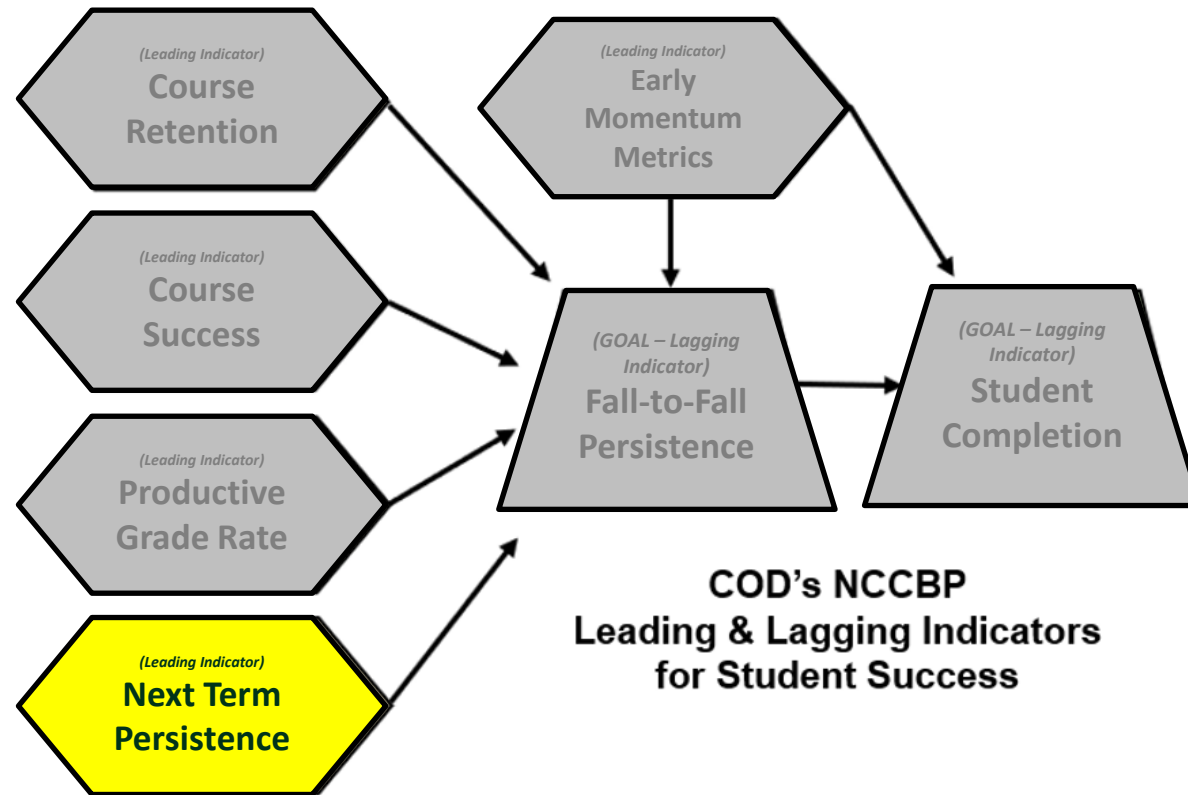 (Leading Indicator)
Course
Retention
(Leading Indicator)
Early
Momentum
Metrics
(Leading Indicator)
Course
Success
(GOAL – Lagging
Indicator)
Fall-to-Fall
Persistence
(GOAL – Lagging
Indicator)
Student
Completion
(Leading Indicator)
Productive
Grade Rate
(Leading Indicator)
Next Term
Persistence
COD's NCCBP
Leading & Lagging Indicators
for Student Success